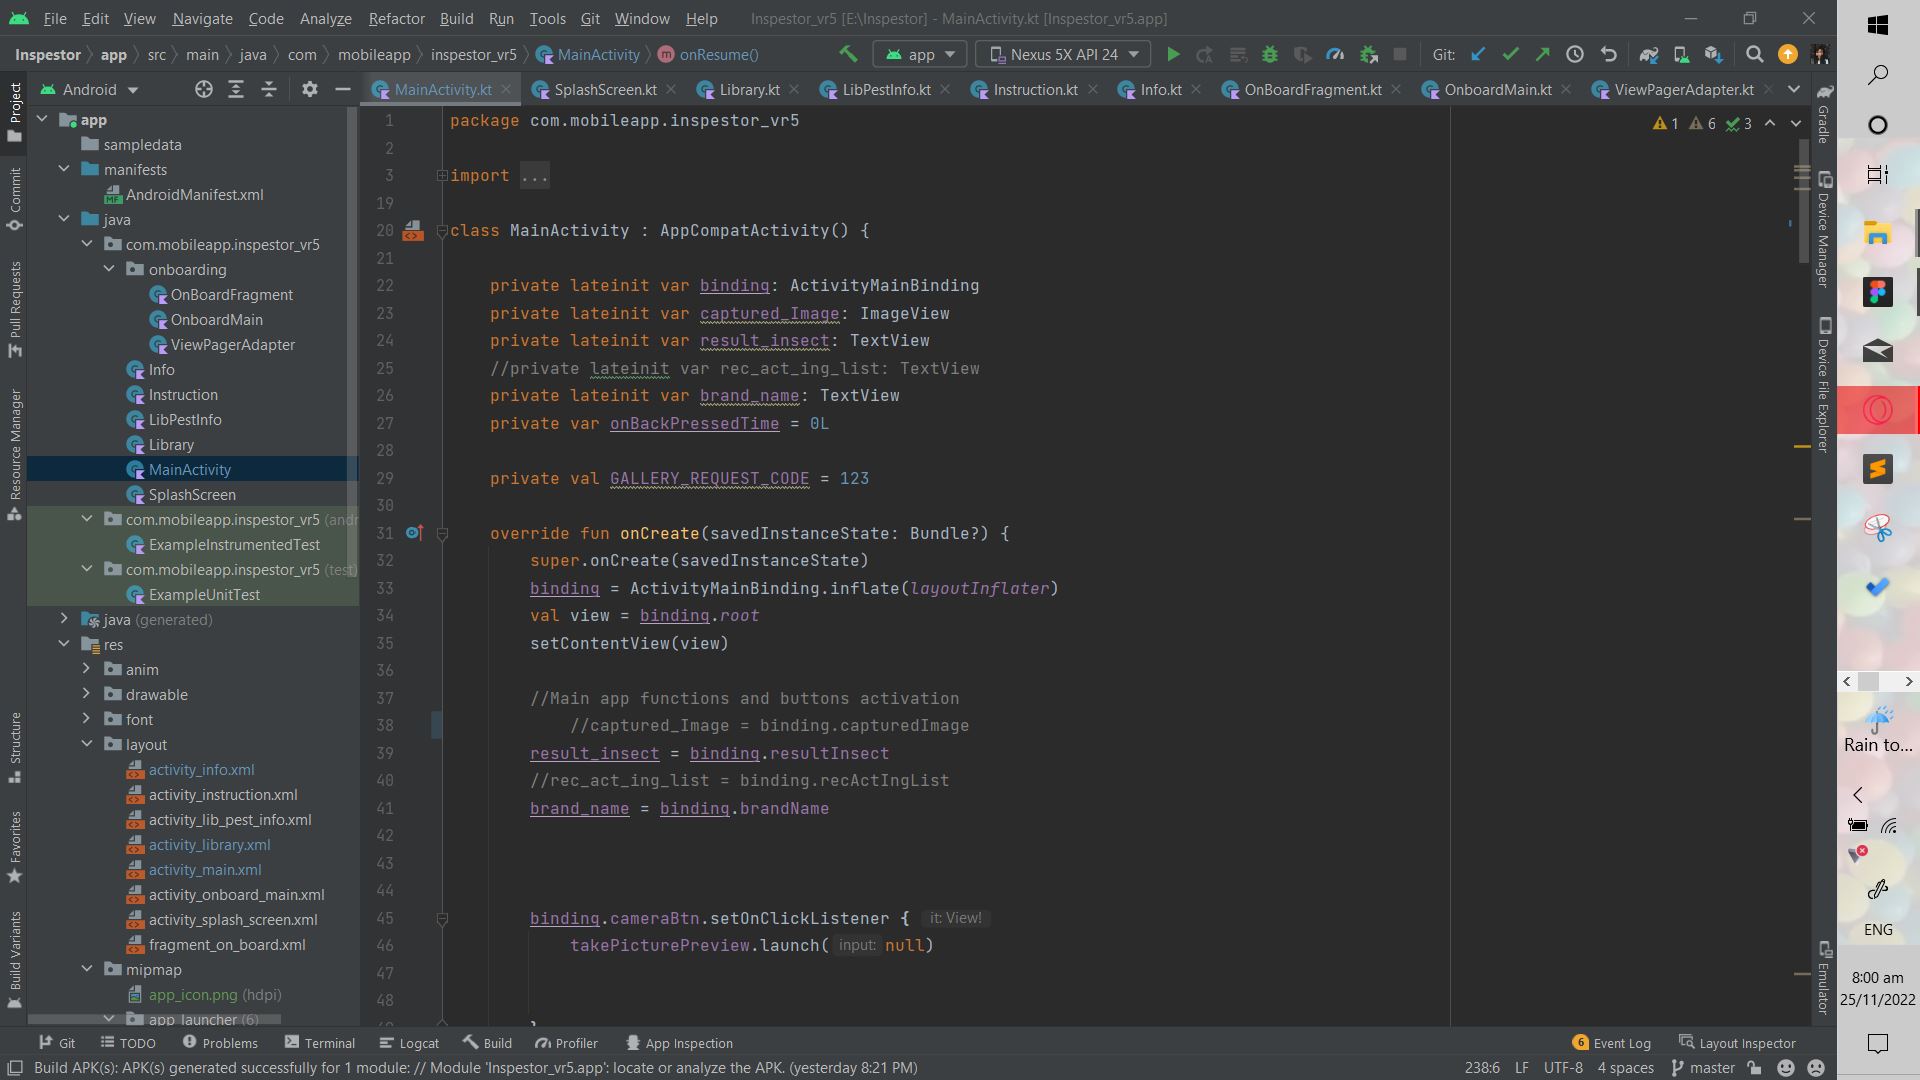 File Edit View Navigate Code Analyze Refactor Build Run Tools Git Window Help Inspestor_vr5 [E:\Inspestor] - MainActivity.kt [Inspestor_vr5.app]
Inspestor app src main java com mobileapp inspestor_vr5 MainActivity onResume() app Nexus 5X API 24 Git:
Android MainActivity.kt SplashScreen.kt Library.kt LibPestInfo.kt Instruction.kt Info.kt OnBoardFragment.kt OnboardMain.kt ViewPagerAdapter.kt
Project
Commit
Pull Requests
Resource Manager
Structure
Favorites
Build Variants
app
sampledata
manifests
AndroidManifest.xml
java
com.mobileapp.inspestor_vr5
onboarding
OnBoardFragment
OnboardMain
ViewPagerAdapter
Info
Instruction
LibPestInfo
Library
MainActivity
SplashScreen
com.mobileapp.inspestor_vr5 (andr
ExampleInstrumentedTest
com.mobileapp.inspestor_vr5 (test)
ExampleUnitTest
java (generated)
res
anim
drawable
font
layout
activity_info.xml
activity_instruction.xml
activity_lib_pest_info.xml
activity_library.xml
activity_main.xml
activity_onboard_main.xml
activity_splash_screen.xml
fragment_on_board.xml
mipmap
app_icon.png (hdpi)
app_launcher (6)
1 package com.mobileapp.inspestor_vr5
2
3 import ...
19
20 class MainActivity : AppCompatActivity() {
21
22 private lateinit var binding: ActivityMainBinding
23 private lateinit var captured_Image: ImageView
24 private lateinit var result_insect: TextView
25 //private lateinit var rec_act_ing_list: TextView
26 private lateinit var brand_name: TextView
27 private var onBackPressedTime = 0L
28
29 private val GALLERY_REQUEST_CODE = 123
30
31 override fun onCreate(savedInstanceState: Bundle?) {
32 super.onCreate(savedInstanceState)
33 binding = ActivityMainBinding.inflate(layoutInflater)
34 val view = binding.root
35 setContentView(view)
36
37 //Main app functions and buttons activation
38 //captured_Image = binding.capturedImage
39 result_insect = binding.resultInsect
40 //rec_act_ing_list = binding.recActIngList
41 brand_name = binding.brandName
42
43
44
45 binding.cameraBtn.setOnClickListener { it: View!
46 takePicturePreview.launch( input: null)
47
48
1 6 3
Gradle
Device Manager
Device File Explorer
Emulator
Git TODO Problems Terminal Logcat Build Profiler App Inspection 6 Event Log Layout Inspector
Build APK(s): APK(s) generated successfully for 1 module: // Module 'Inspestor_vr5.app': locate or analyze the APK. (yesterday 8:21 PM) 238:6 LF UTF-8 4 spaces master
Rain to...
ENG
8:00 am
25/11/2022